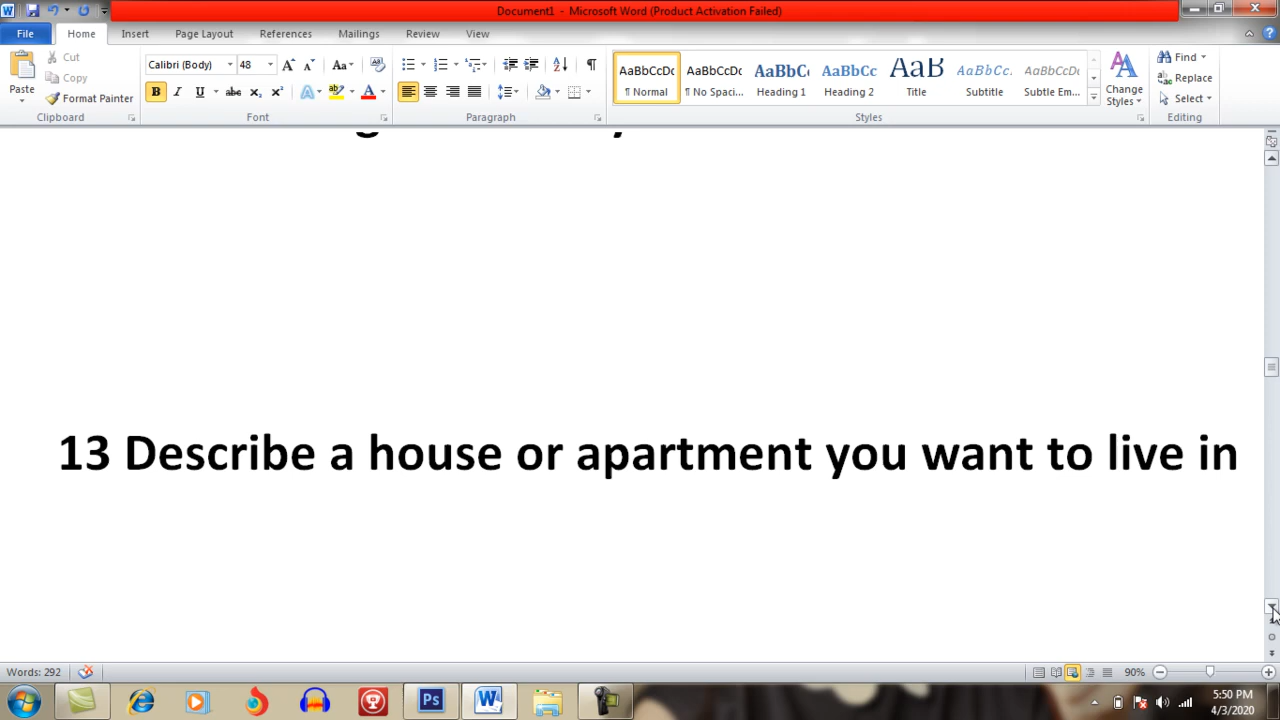 Document1 - Microsoft Word (Product Activation Failed)
File Home Insert Page Layout References Mailings Review View
Cut
Copy
Format Painter
Paste
Clipboard
Calibri (Body) 48
Font
Paragraph
AaBbCcDc AaBbCcDc AaBbCc AaBbCc AaB AaBbCc. AaBbCcDc
¶ Normal ¶ No Spaci... Heading 1 Heading 2 Title Subtitle Subtle Em...
Change Styles
Styles
Find
Replace
Select
Editing
13 Describe a house or apartment you want to live in
Words: 292
90%
5:50 PM
4/3/2020